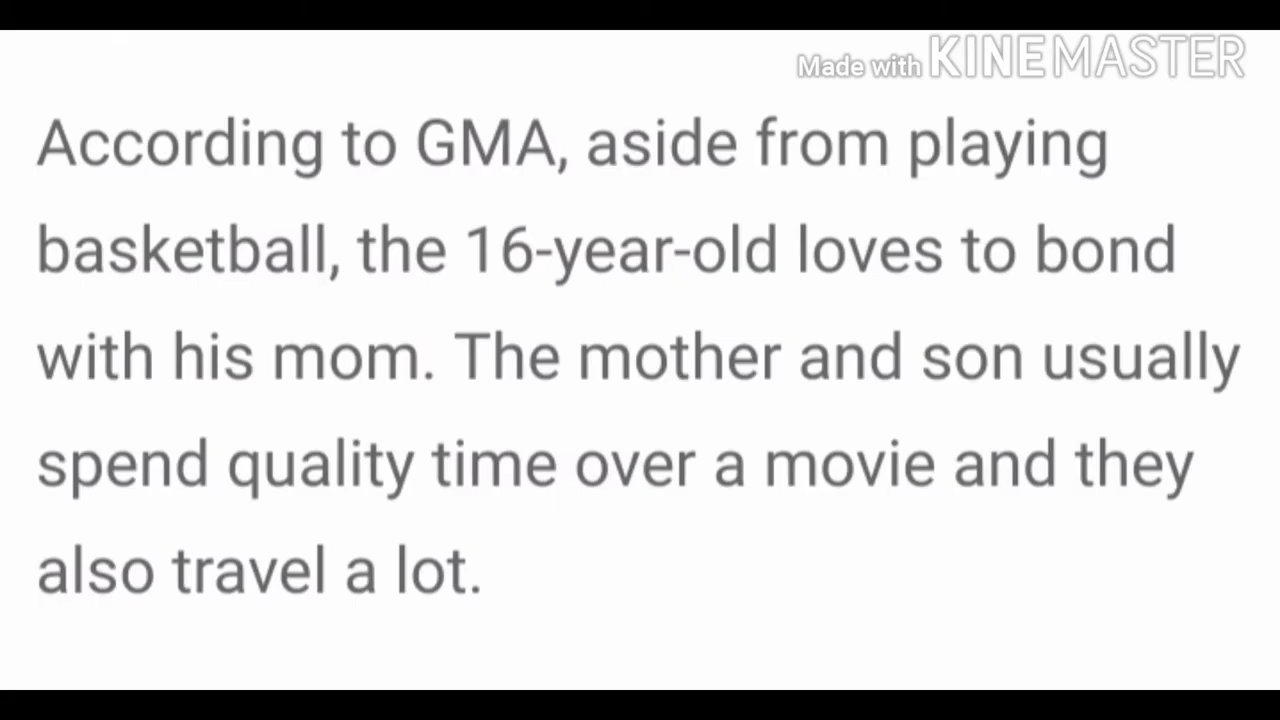 Made with KINEMASTER
According to GMA, aside from playing
basketball, the 16-year-old loves to bond
with his mom. The mother and son usually
spend quality time over a movie and they
also travel a lot.